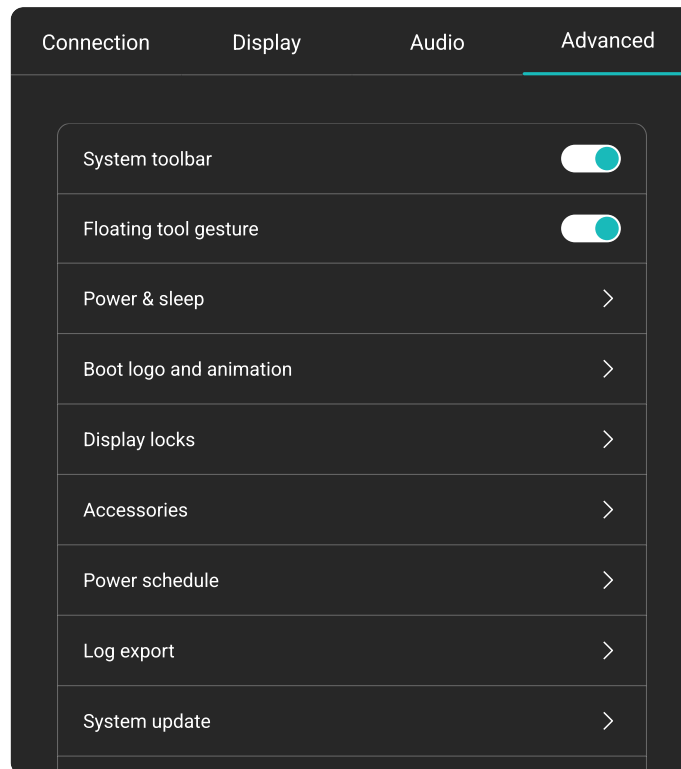 Connection Display Audio Advanced
System toolbar
Floating tool gesture
Power & sleep
Boot logo and animation
Display locks
Accessories
Power schedule
Log export
System update